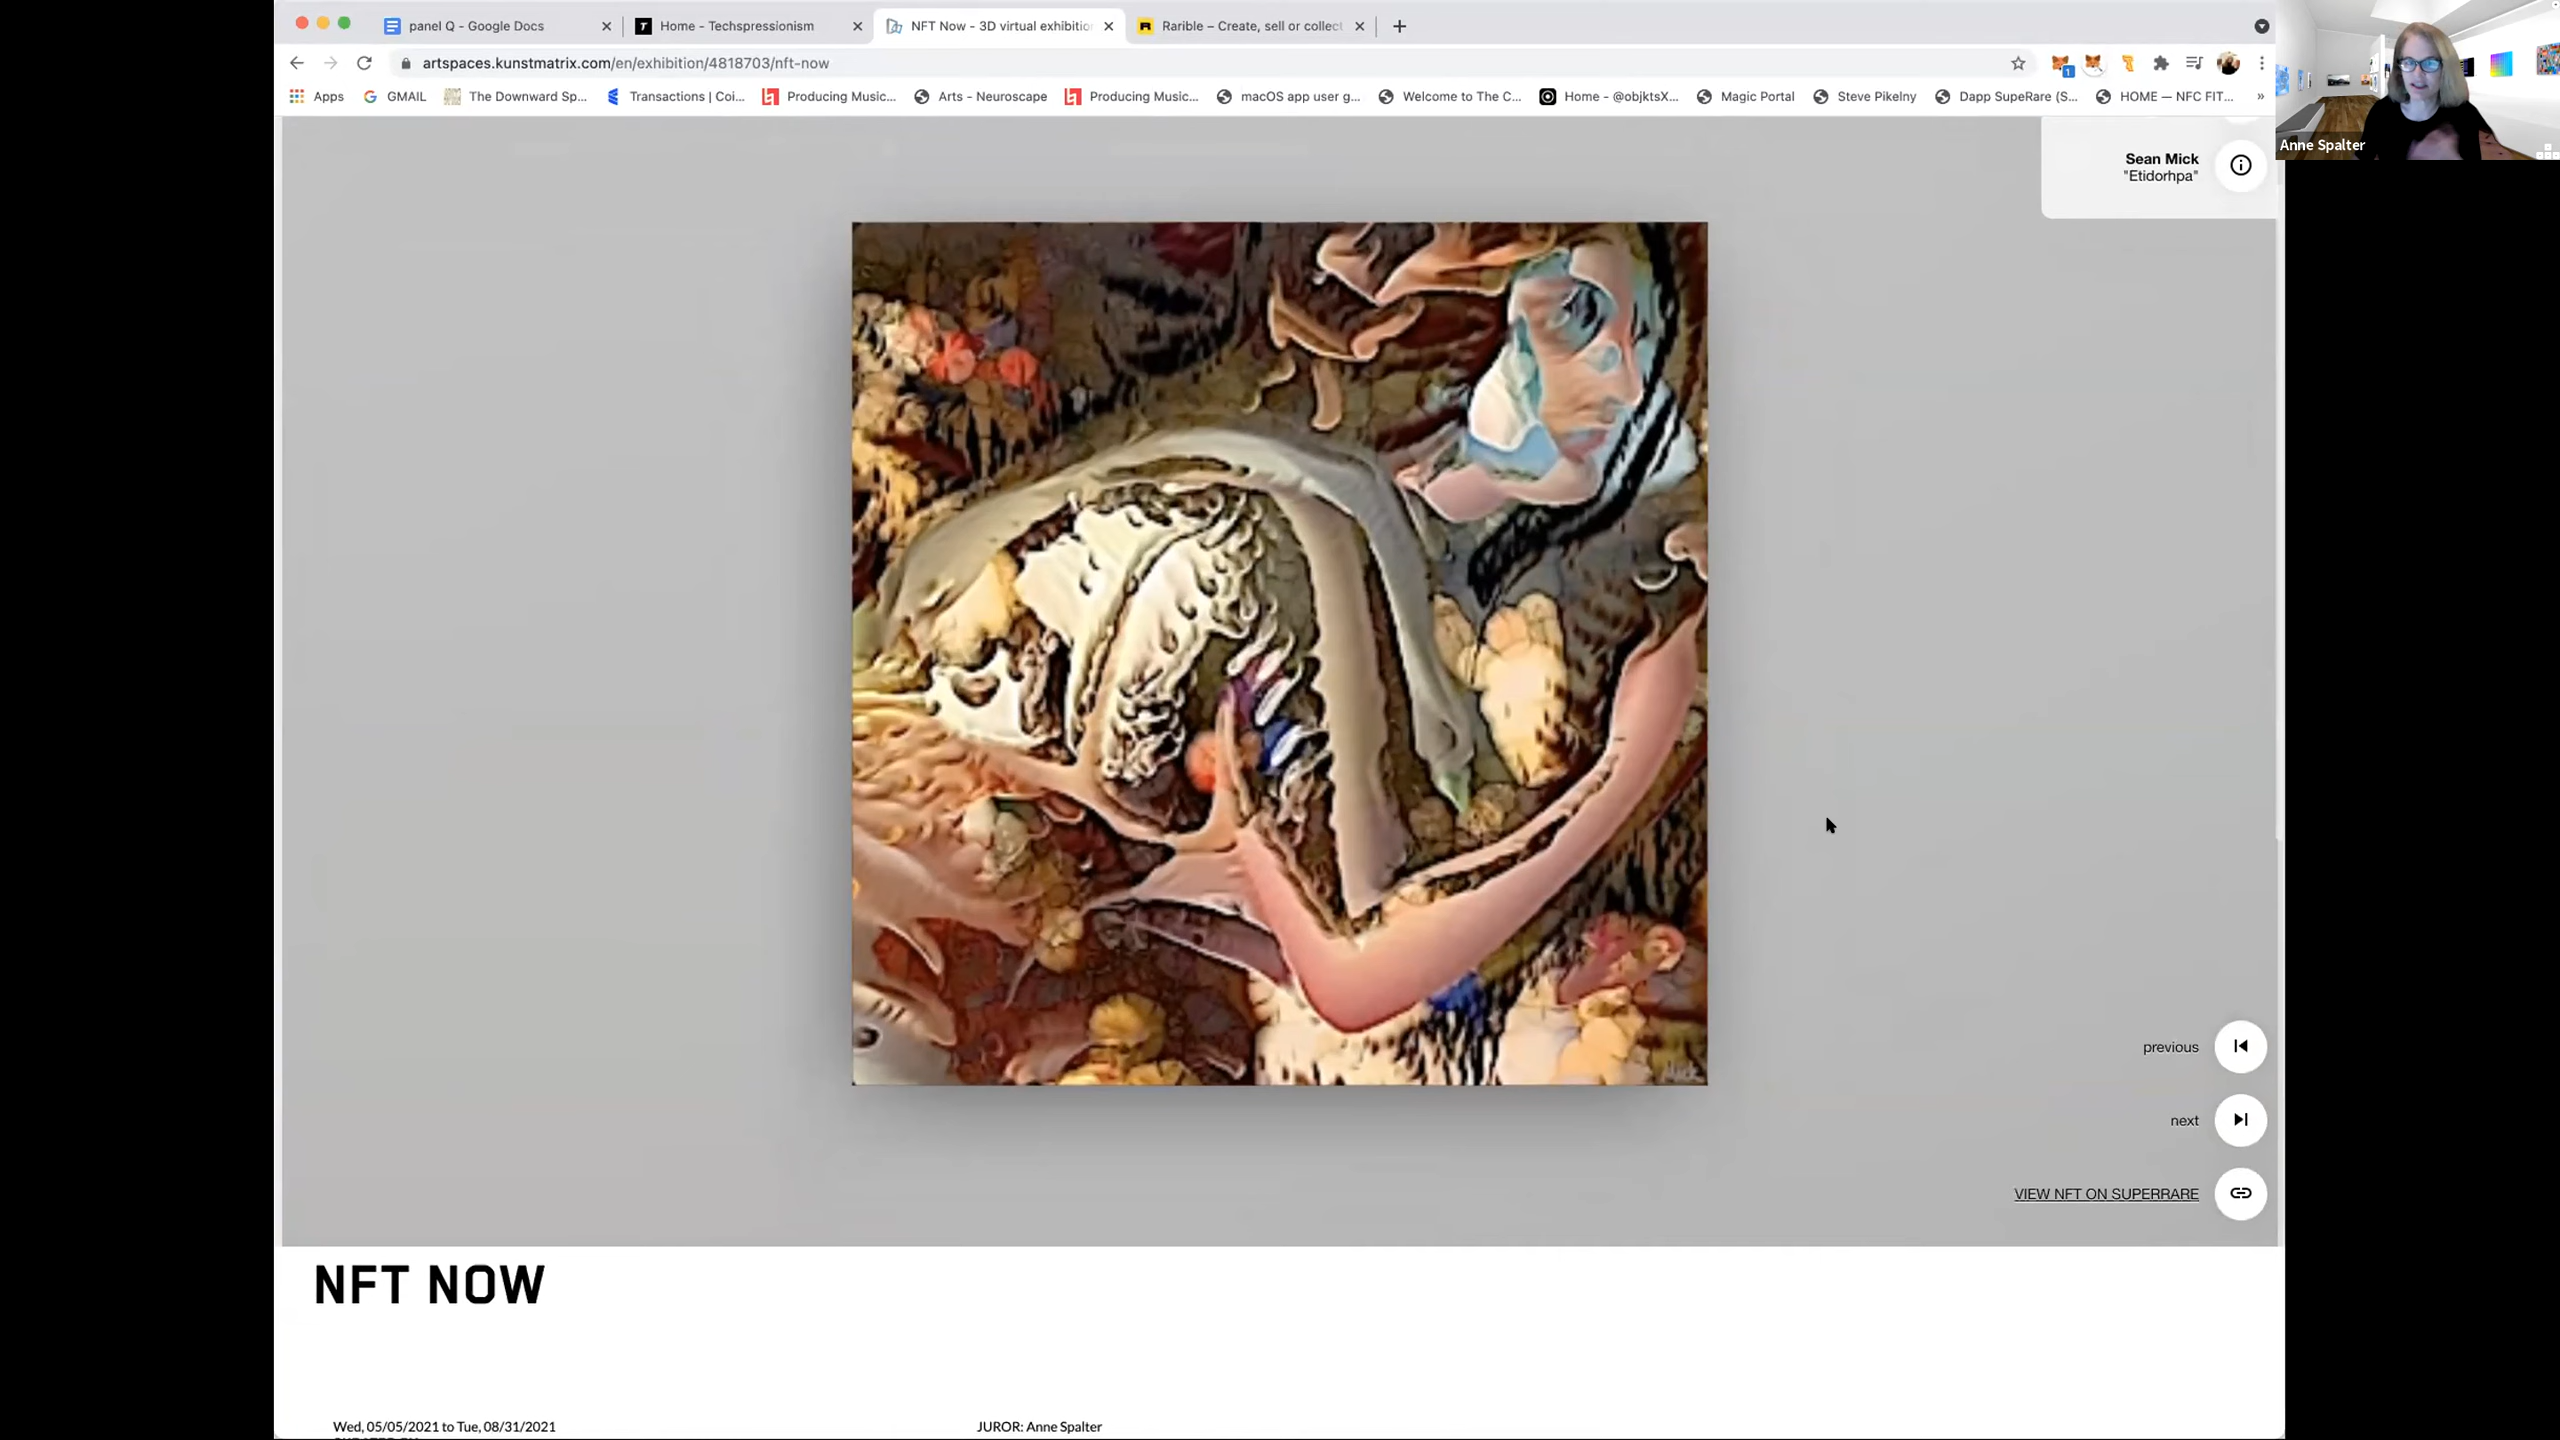 panel Q - Google Docs
Home - Techspressionism
NFT Now - 3D virtual exhibitio
Rarible – Create, sell or collect
artspaces.kunstmatrix.com/en/exhibition/4818703/nft-now
1
Apps
GMAIL
The Downward Sp...
Transactions | Coi...
Producing Music...
Arts - Neuroscape
Producing Music...
macOS app user g...
Welcome to The C...
Home - @objktsX...
Magic Portal
Steve Pikelny
Dapp SupeRare (S...
HOME — NFC FIT...
»
Anne Spalter
Sean Mick
"Etidorhpa"
Mick
previous
next
VIEW NFT ON SUPERRARE
NFT NOW
Wed, 05/05/2021 to Tue, 08/31/2021
JUROR: Anne Spalter